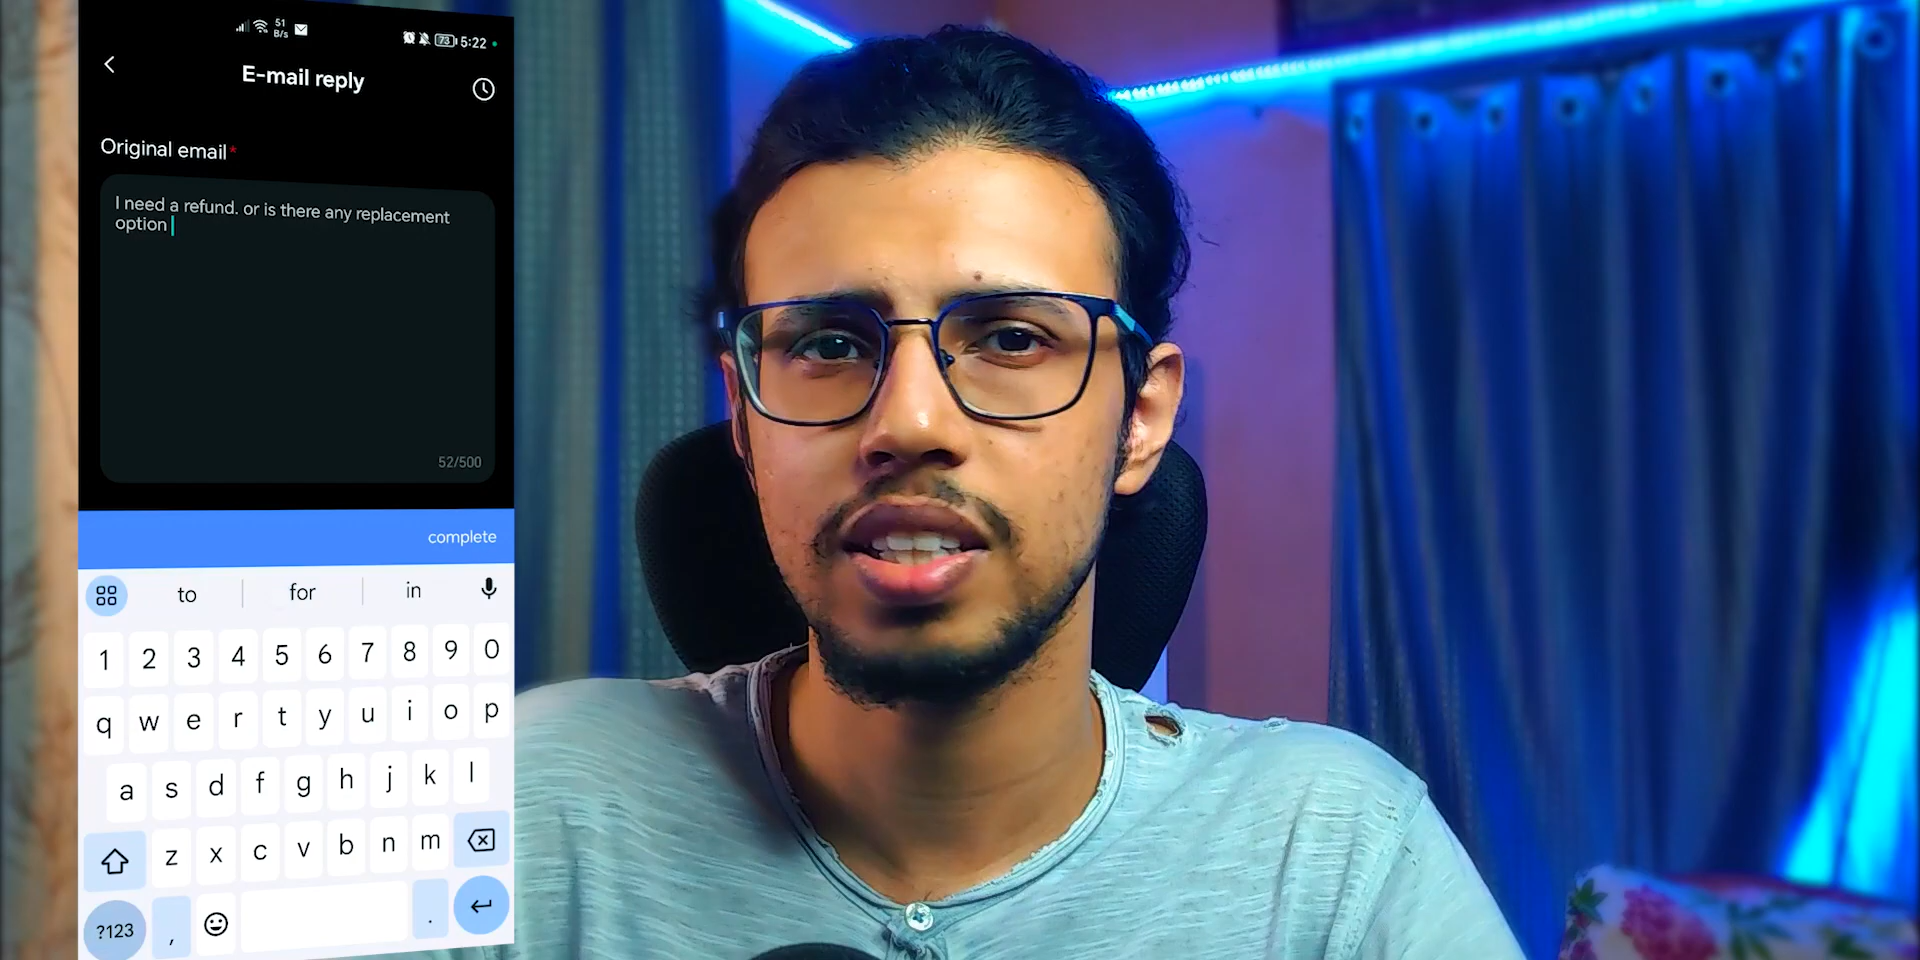 51
B/s
73
5:22
E-mail reply
Original email*
I need a refund. or is there any replacement
option
52/500
complete
to for in
1 2 3 4 5 6 7 8 9 0
q w e r t y u i o p
a s d f g h j k l
z x c v b n m
?123 , .